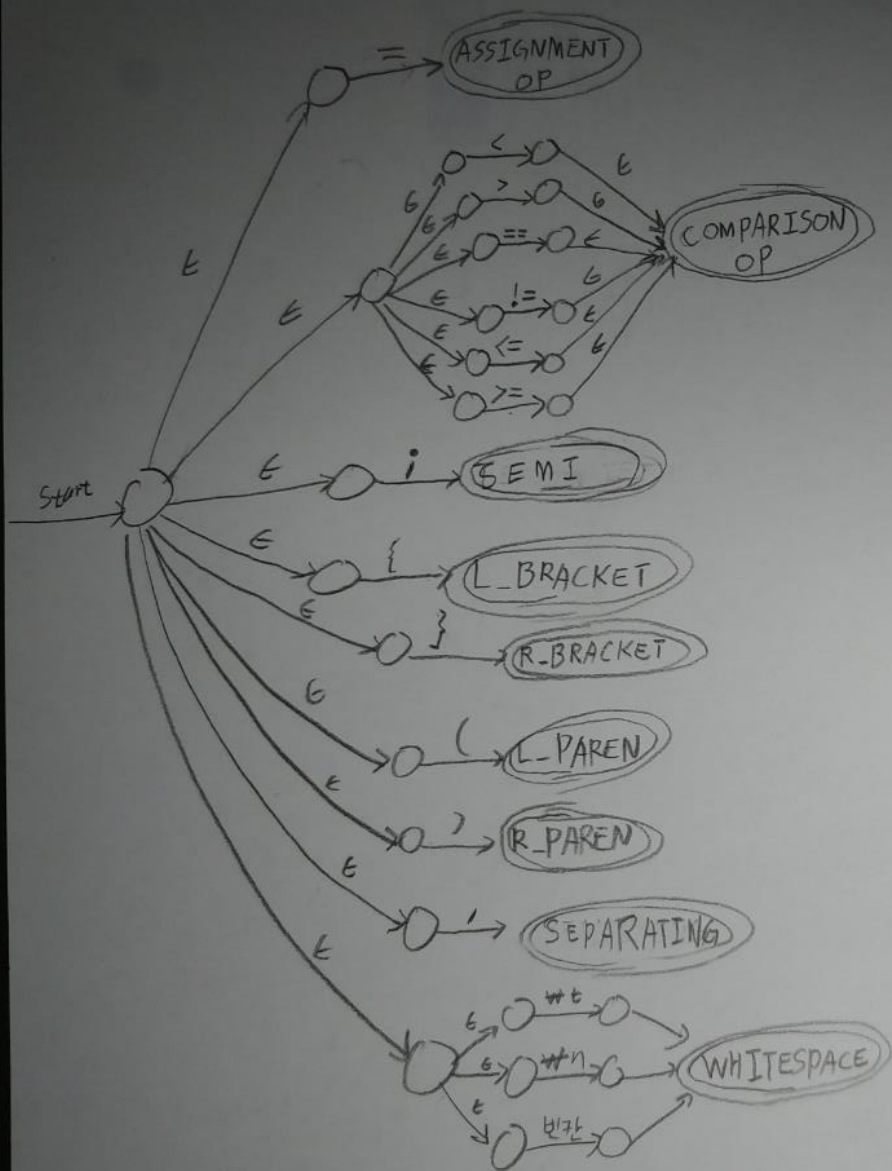 =
ASSIGNMENT
OP
ε
<
ε
ε
>
ε
ε
ε
==
ε
COMPARISON
OP
ε
ε
!=
ε
ε
<=
ε
ε
>=
ε
Start
ε
;
SEMI
ε
{
L_BRACKET
ε
}
R_BRACKET
ε
(
L_PAREN
ε
)
R_PAREN
ε
,
SEPARATING
ε
ε
₩t
ε
₩n
WHITESPACE
ε
빈칸